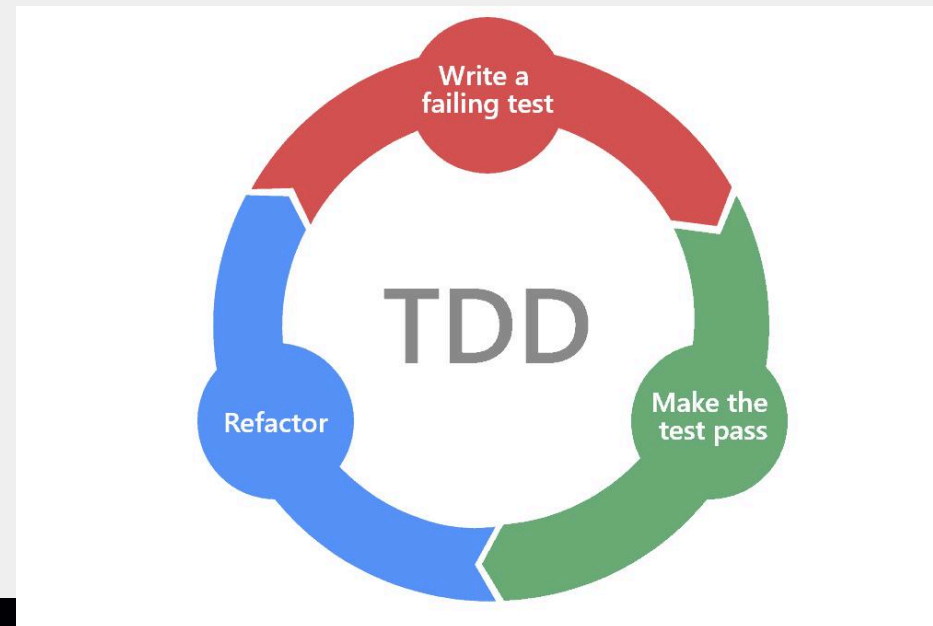 Write a
failing test
TDD
Make the
test pass
Refactor